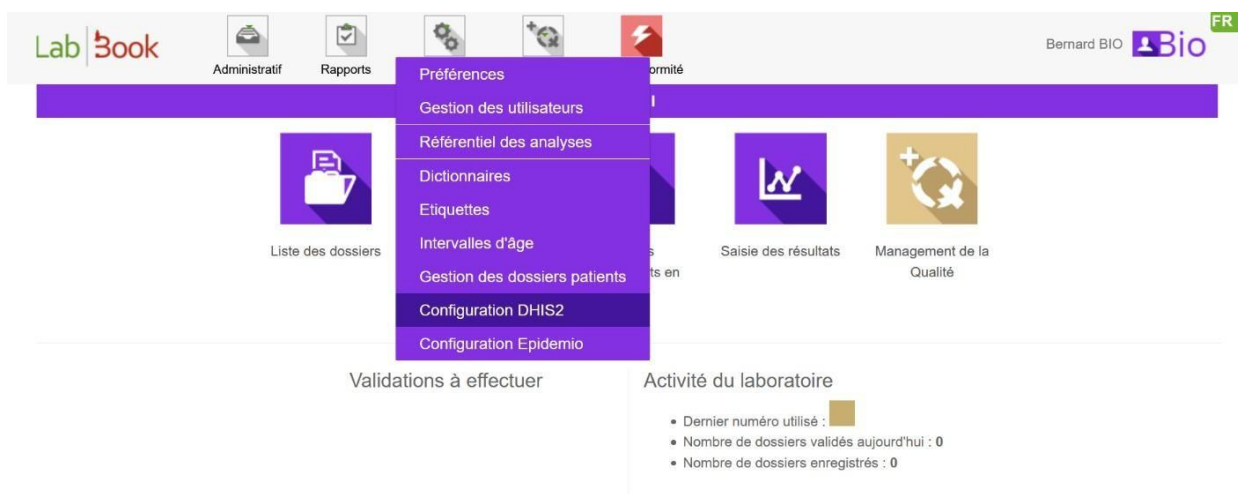 FR
Lab Book
Bernard BIO Bio
Administratif Rapports ormité
Préférences
Gestion des utilisateurs
Référentiel des analyses
Dictionnaires
Etiquettes
Intervalles d'âge
Gestion des dossiers patients
Configuration DHIS2
Configuration Epidemio
Liste des dossiers
ts en
Saisie des résultats
Management de la
Qualité
Validations à effectuer
Activité du laboratoire
Dernier numéro utilisé :
Nombre de dossiers validés aujourd'hui : 0
Nombre de dossiers enregistrés : 0